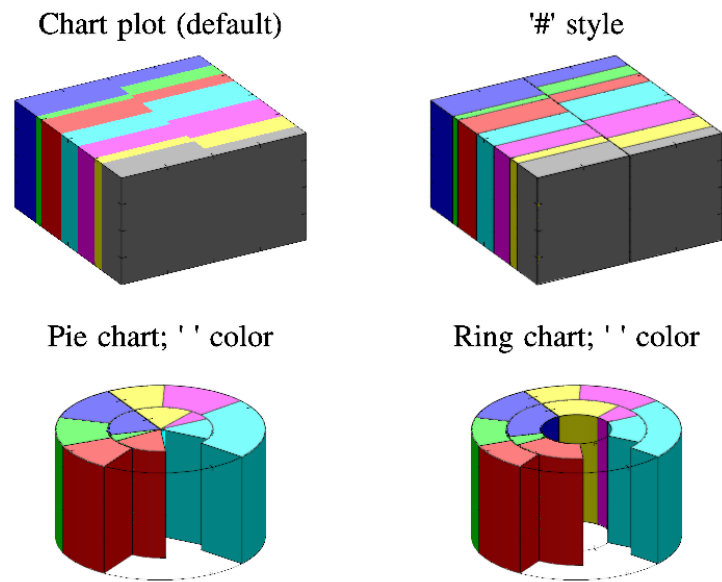 Chart plot (default)
'#' style
Pie chart; ' ' color
Ring chart; ' ' color